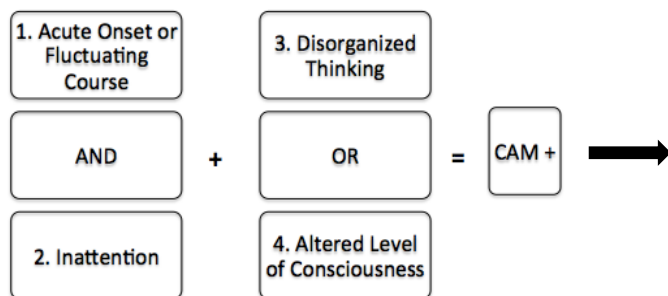 1. Acute Onset or
Fluctuating
Course
AND
2. Inattention
+
3. Disorganized
Thinking
OR
4. Altered Level
of Consciousness
=
CAM +